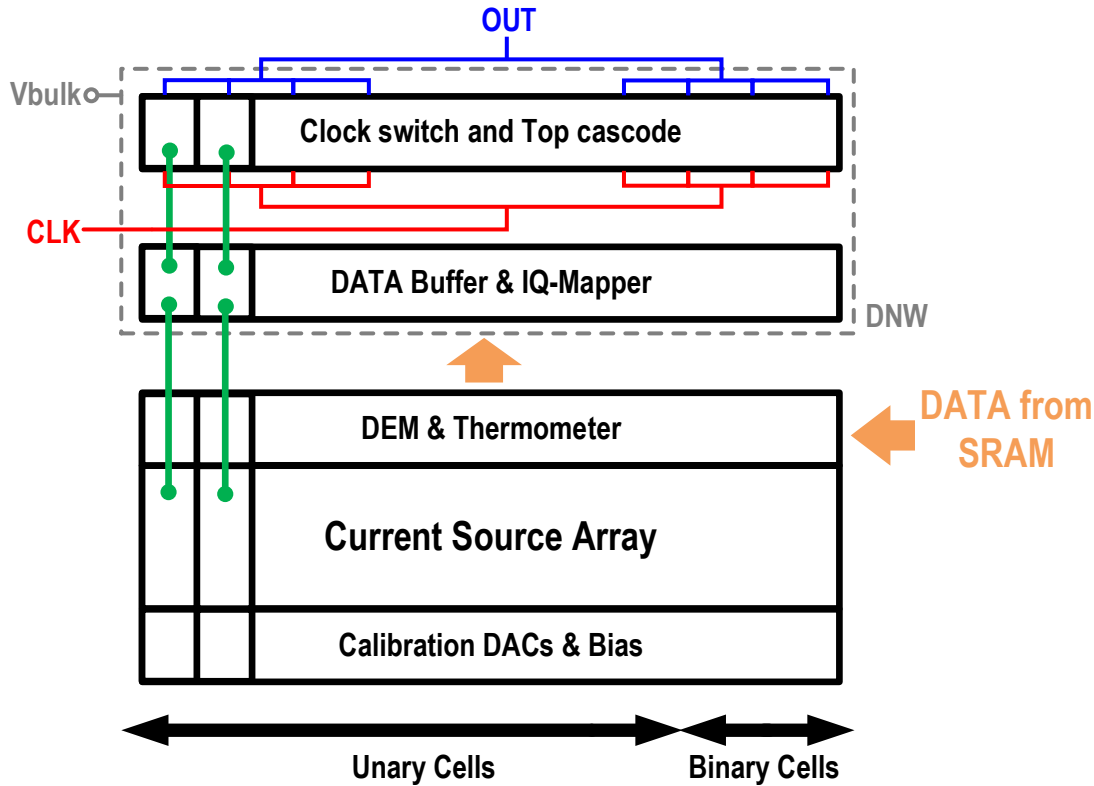 OUT
Vbulk
Clock switch and Top cascode
CLK
DATA Buffer & IQ-Mapper
DNW
DEM & Thermometer
DATA from
SRAM
Current Source Array
Calibration DACs & Bias
Unary Cells
Binary Cells